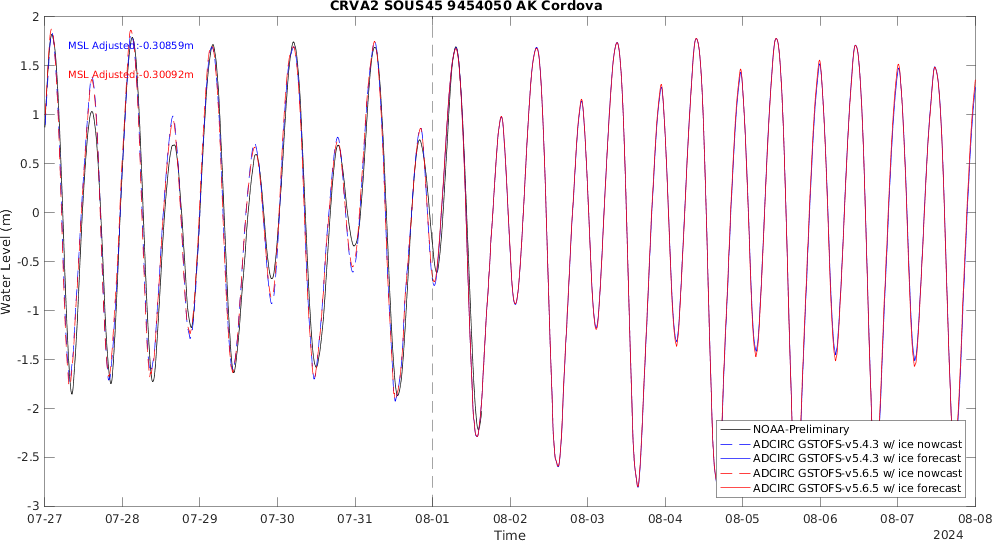 CRVA2 SOUS45 9454050 AK Cordova
MSL Adjusted:-0.30859m
MSL Adjusted:-0.30092m
Water Level (m)
2
1.5
1
0.5
0
-0.5
-1
-1.5
-2
-2.5
-3
NOAA-Preliminary
ADCIRC GSTOFS-v5.4.3 w/ ice nowcast
ADCIRC GSTOFS-v5.4.3 w/ ice forecast
ADCIRC GSTOFS-v5.6.5 w/ ice nowcast
ADCIRC GSTOFS-v5.6.5 w/ ice forecast
07-27 07-28 07-29 07-30 07-31 08-01 08-02 08-03 08-04 08-05 08-06 08-07 08-08
Time
2024